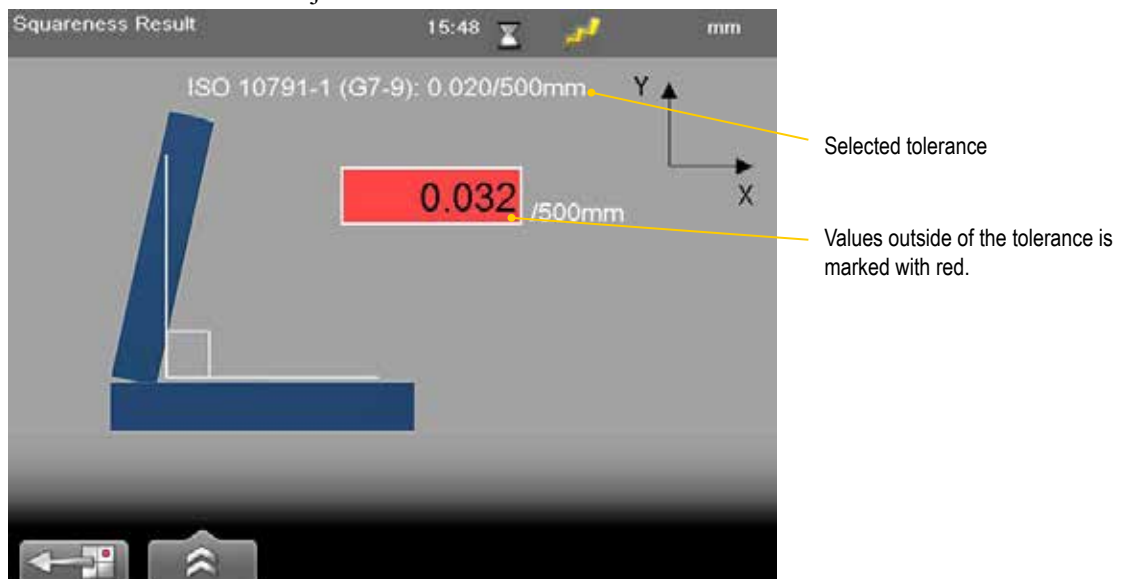 Squareness Result 15:48 mm
ISO 10791-1 (G7-9): 0.020/500mm
Y
Selected tolerance
0.032 /500mm
X
Values outside of the tolerance is
marked with red.